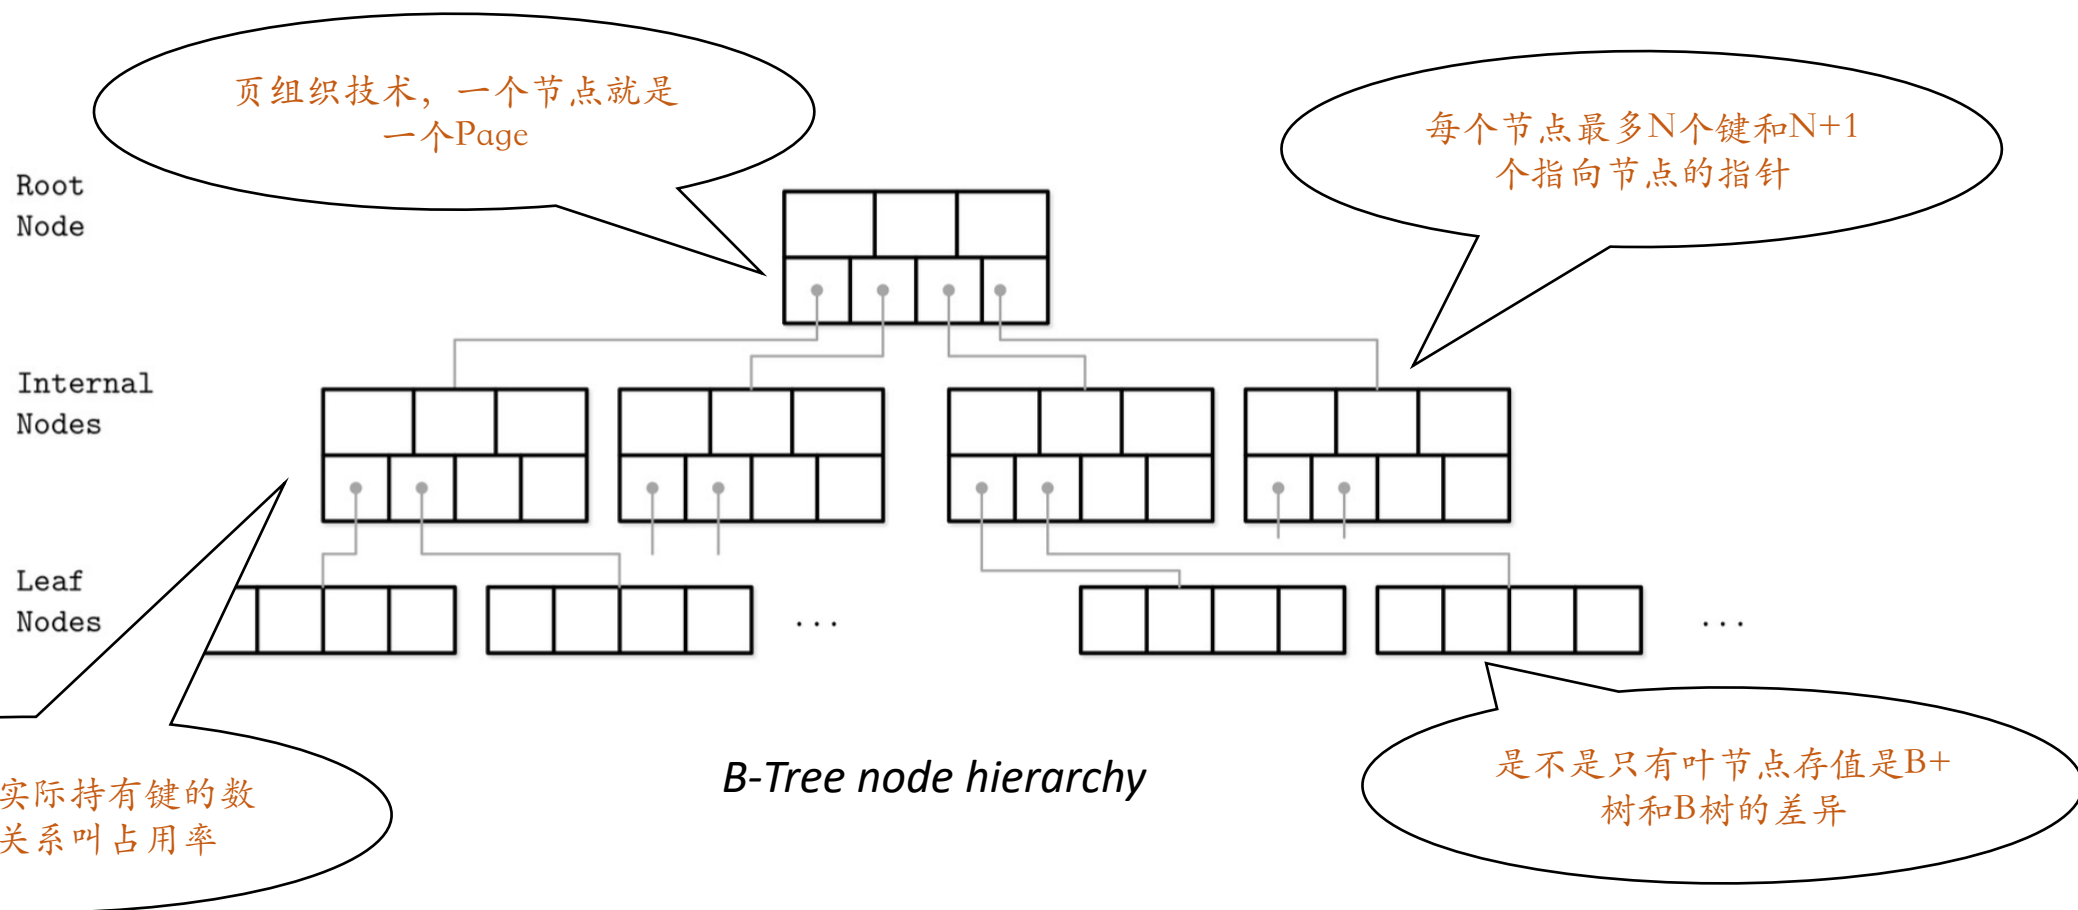 页组织技术，一个节点就是
一个Page
每个节点最多N个键和N+1
个指向节点的指针
Root
Node
Internal
Nodes
Leaf
Nodes
...
...
实际持有键的数
关系叫占用率
B-Tree node hierarchy
是不是只有叶节点存值是B+
树和B树的差异